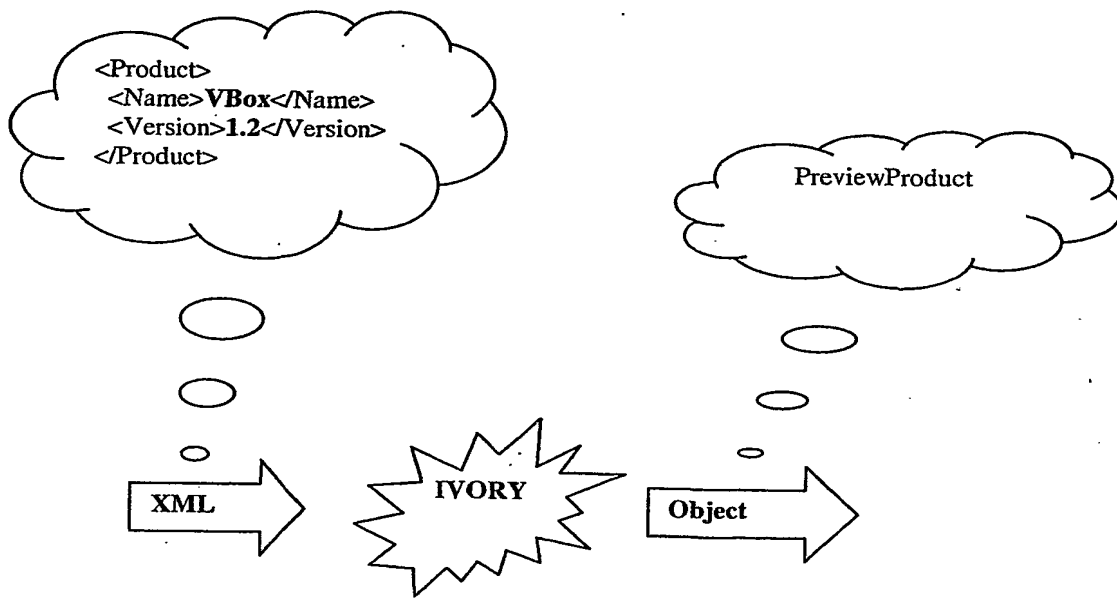 <Product>
<Name>VBox</Name>
<Version>1.2</Version>
</Product>
PreviewProduct
XML
IVORY
Object